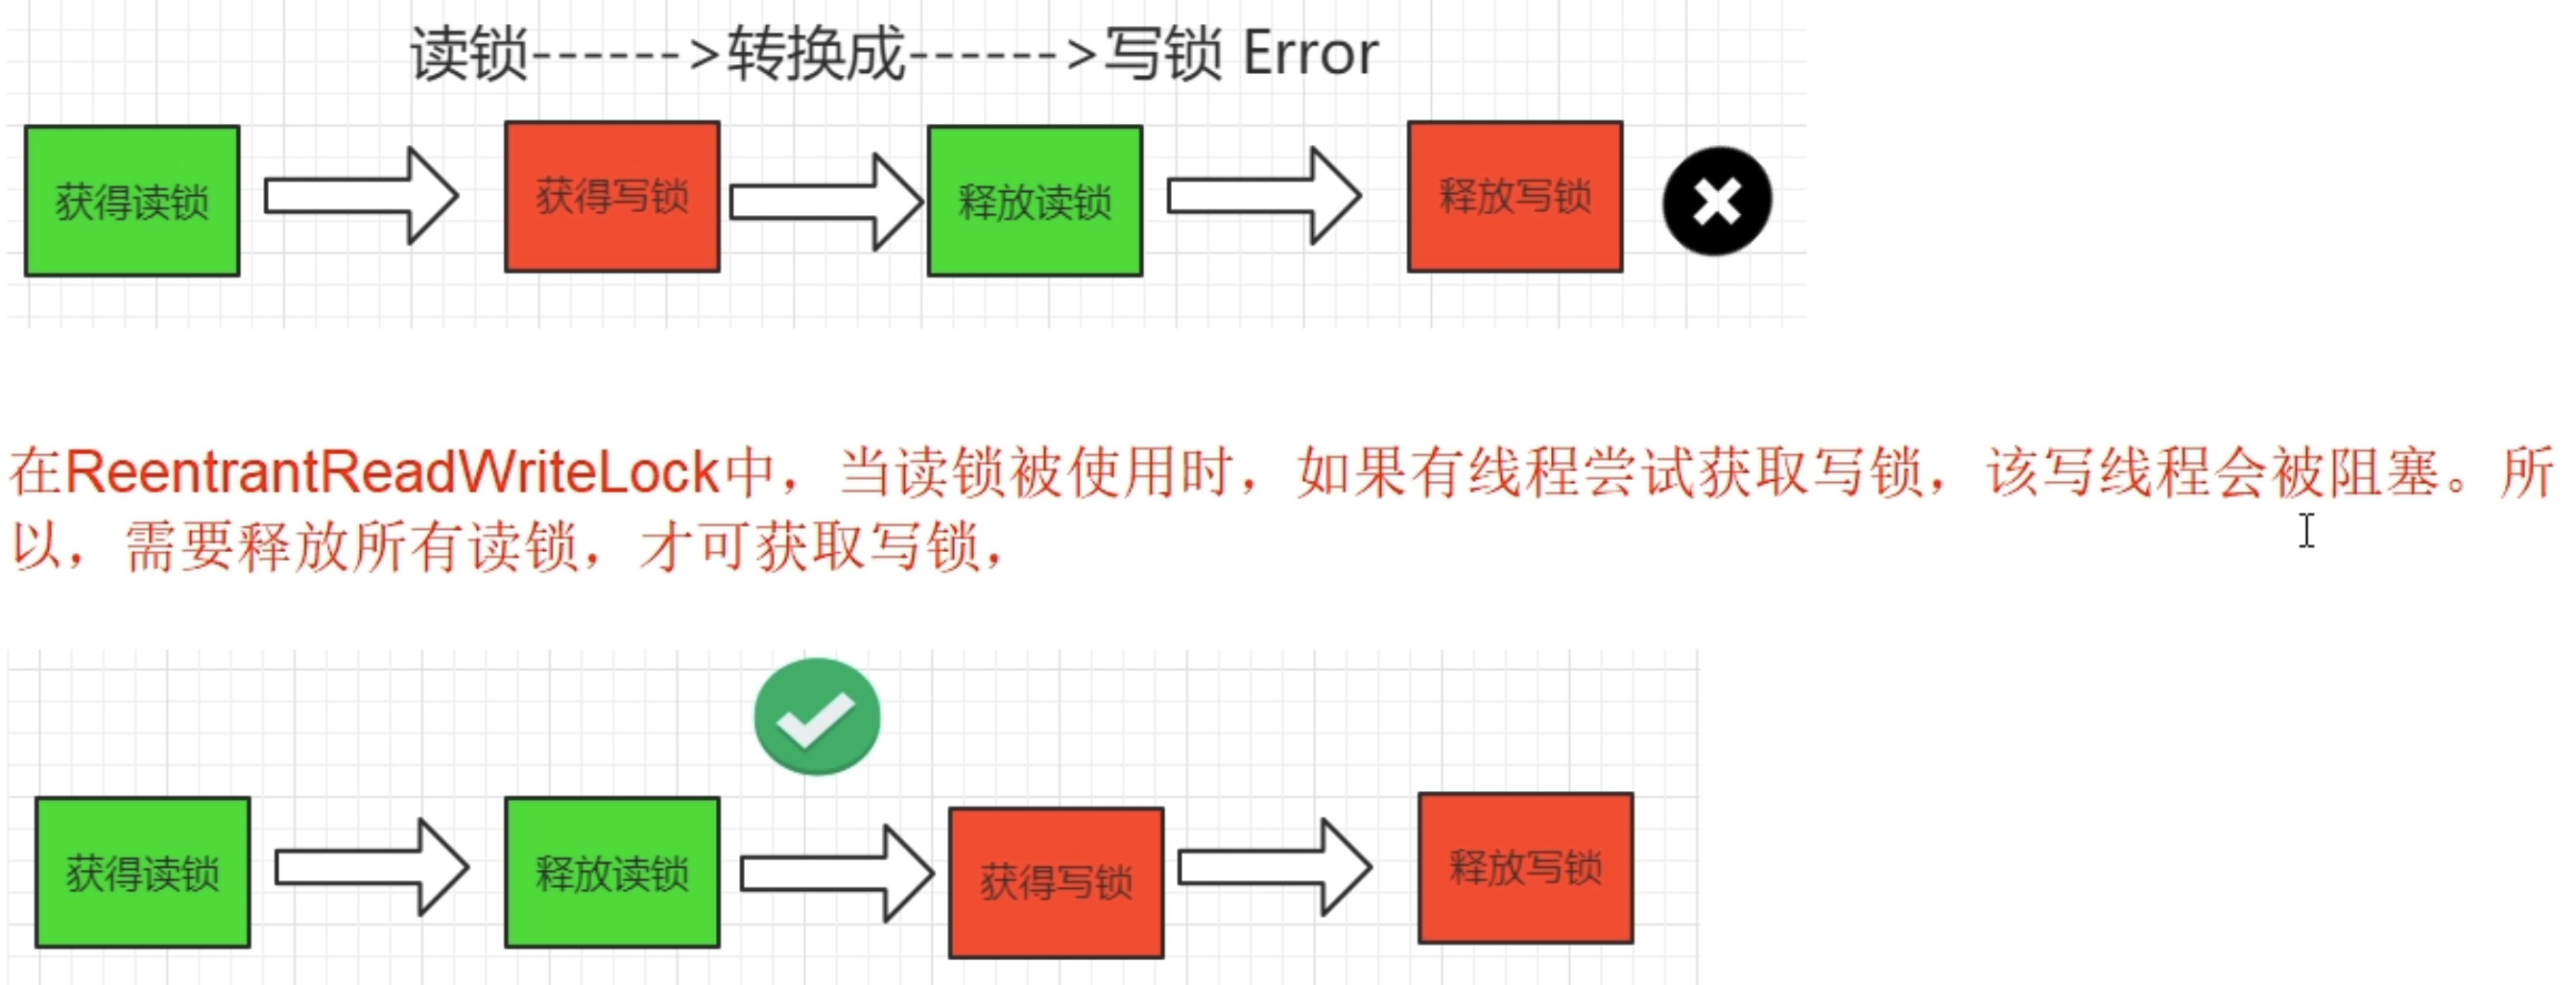 读锁------>转换成------>写锁 Error
获得读锁
获得写锁
释放读锁
释放写锁
在ReentrantReadWriteLock中，当读锁被使用时，如果有线程尝试获取写锁，该写线程会被阻塞。所
以，需要释放所有读锁，才可获取写锁，
获得读锁
释放读锁
获得写锁
释放写锁